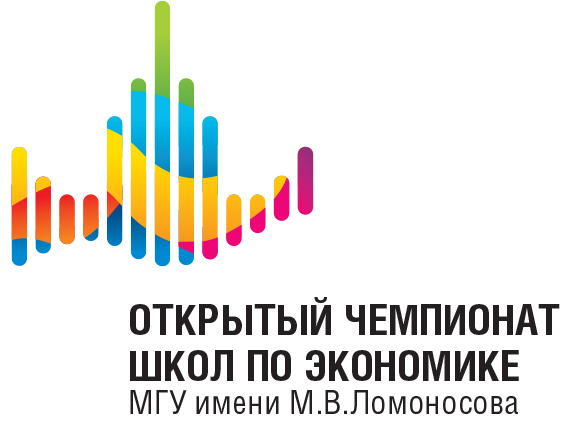 ОТКРЫТЫЙ ЧЕМПИОНАТ
ШКОЛ ПО ЭКОНОМИКЕ
МГУ имени М.В.Ломоносова